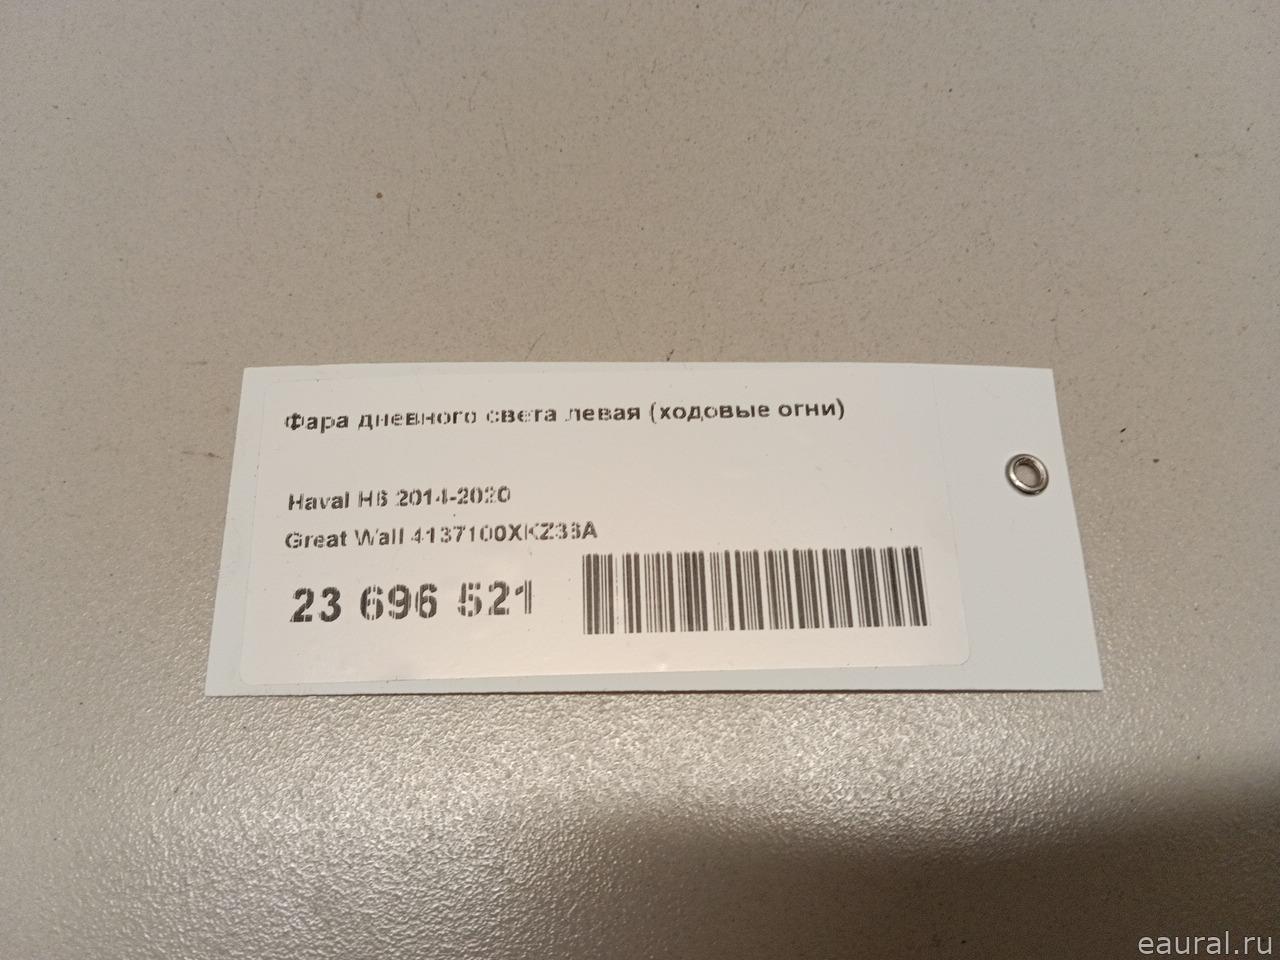 Фара дневного света левая (ходовые огни)
Haval H6 2014-2020
Great Wall 4137100XKZ36A
23 696 521
eaural.ru